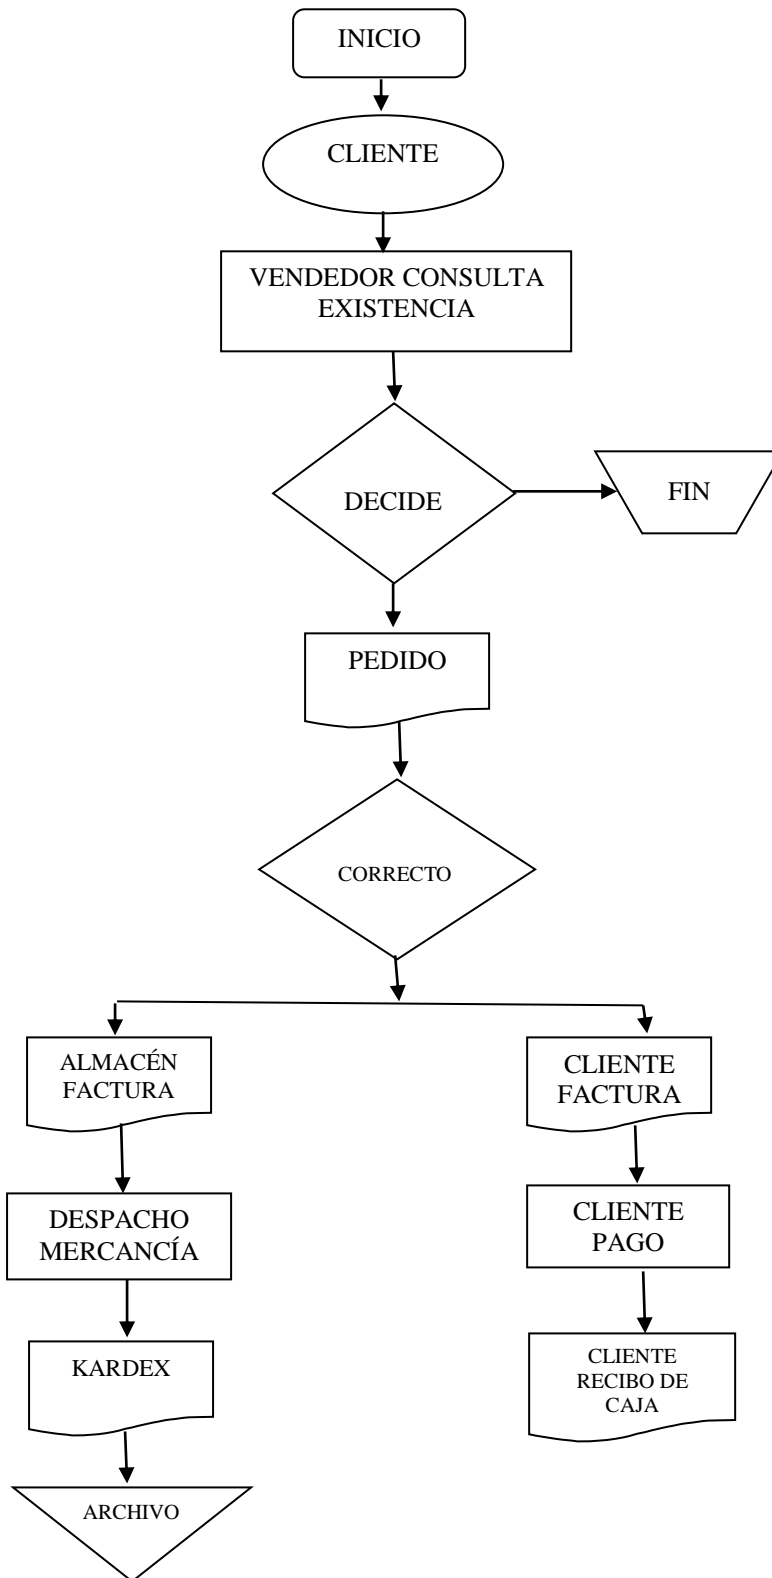 INICIO
CLIENTE
VENDEDOR CONSULTA
EXISTENCIA
DECIDE
FIN
PEDIDO
CORRECTO
ALMACÉN
FACTURA
CLIENTE
FACTURA
DESPACHO
MERCANCÍA
CLIENTE
PAGO
KARDEX
CLIENTE
RECIBO DE
CAJA
ARCHIVO